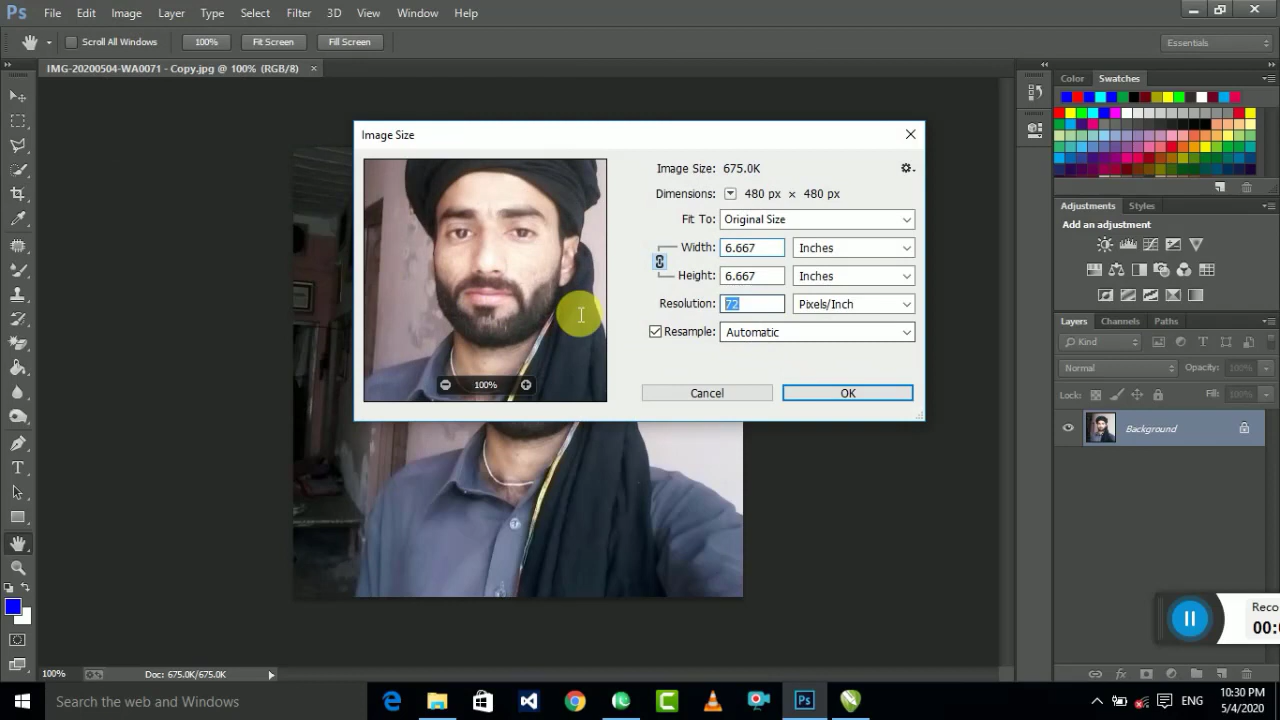 Ps File Edit Image Layer Type Select Filter 3D View Window Help
Scroll All Windows 100% Fit Screen Fill Screen Essentials
IMG-20200504-WA0071 - Copy.jpg @ 100% (RGB/8) ×
Color Swatches
Image Size
Image Size: 675.0K
Dimensions: 480 px × 480 px
Fit To: Original Size
Width: 6.667 Inches
Height: 6.667 Inches
Resolution: 72 Pixels/Inch
Resample: Automatic
100%
Cancel OK
Adjustments Styles
Add an adjustment
Layers Channels Paths
Kind
Normal Opacity: 100%
Lock: Fill: 100%
Background
Reco
00:
100% Doc: 675.0K/675.0K
Search the web and Windows
Ps
ENG
10:30 PM
5/4/2020